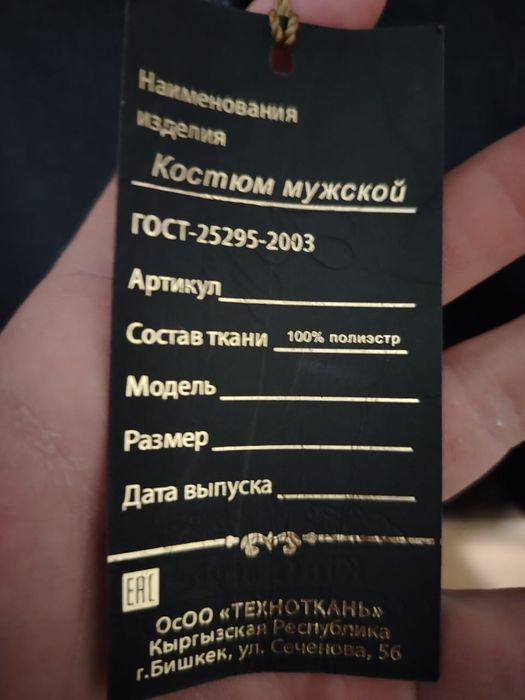 Наименования
изделия
Костюм мужской
ГОСТ-25295-2003
Артикул
Состав ткани 100% полиэстр
Модель
Размер
Дата выпуска
EAC
ОсОО «ТЕХНОТКАНЬ»
Кыргызская Республика
г.Бишкек, ул. Сеченова, 56